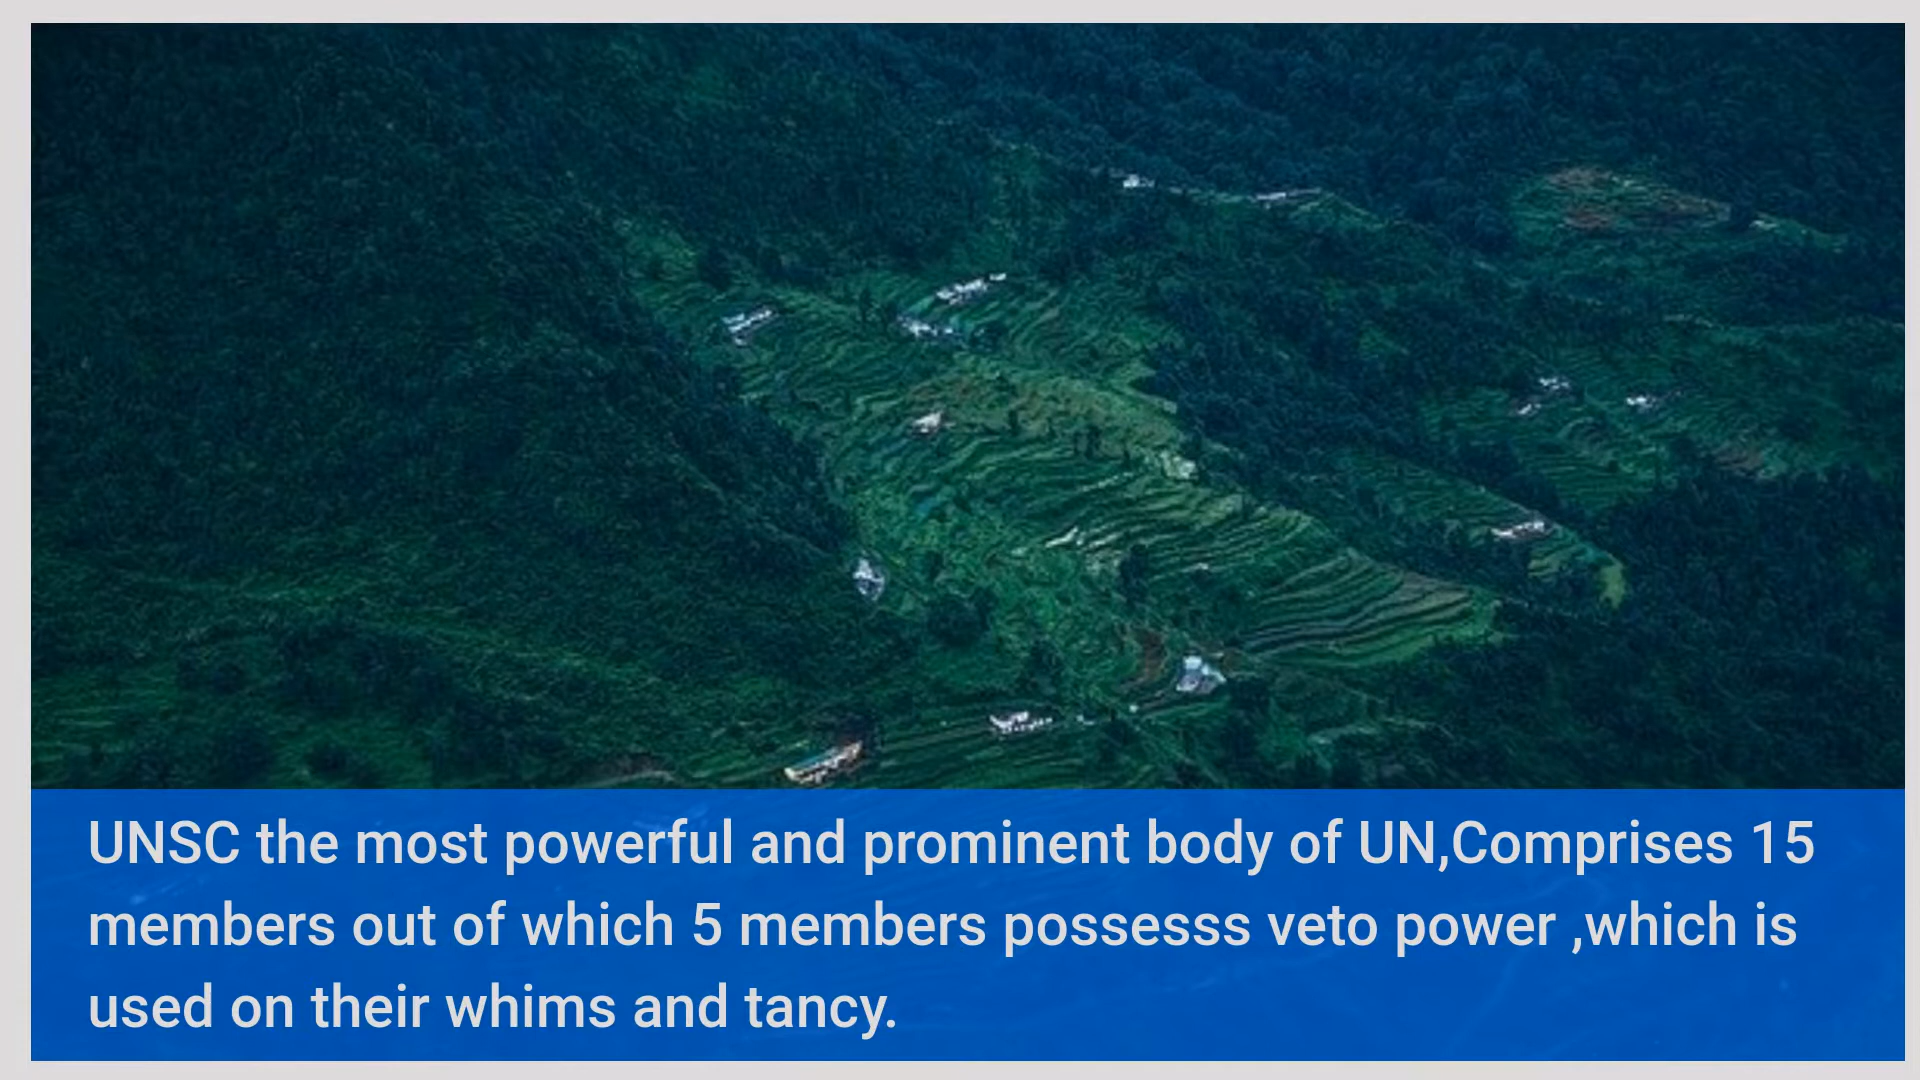 UNSC the most powerful and prominent body of UN,Comprises 15
members out of which 5 members possesss veto power ,which is
used on their whims and tancy.